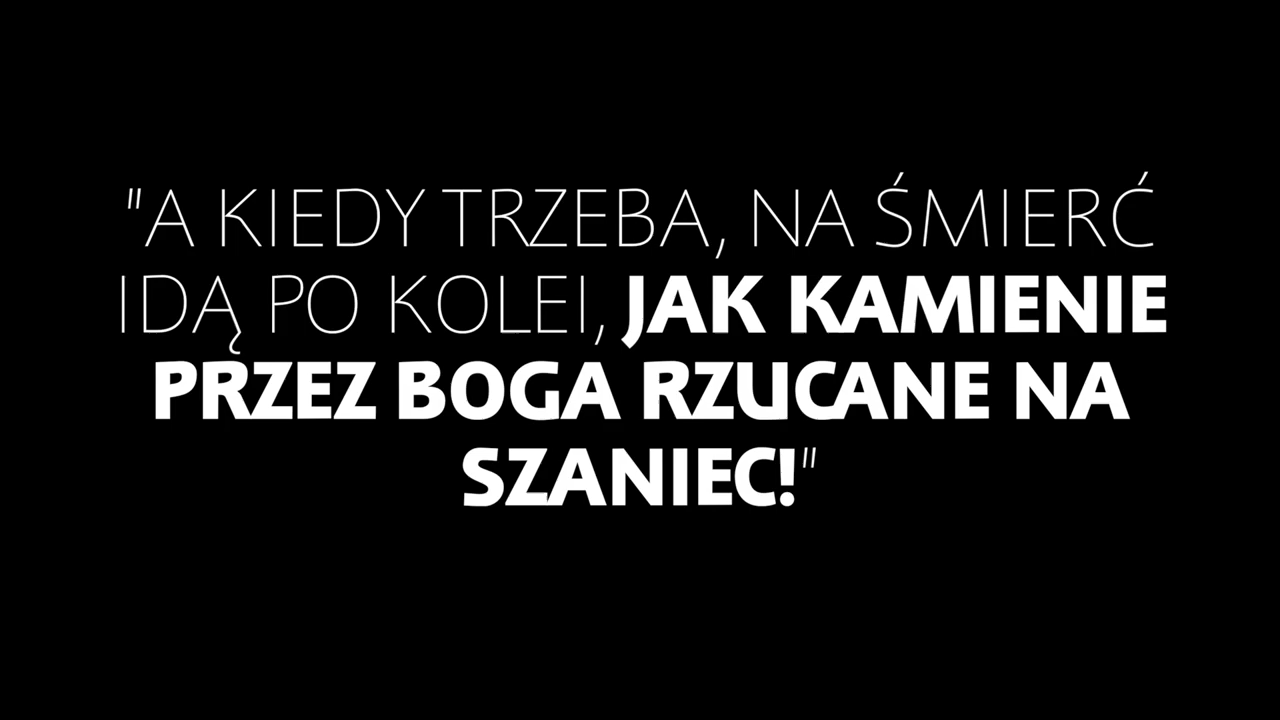 "A KIEDY TRZEBA, NA ŚMIERĆ
IDĄ PO KOLEI, JAK KAMIENIE
PRZEZ BOGA RZUCANE NA
SZANIEC!"